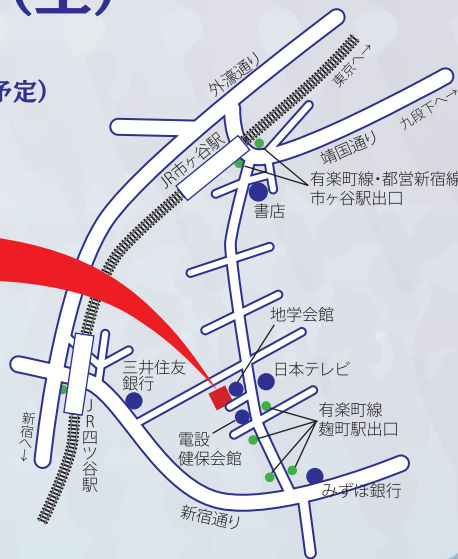 （土）
予定）
外濠通り
東京へ→
九段下へ→
JR市ヶ谷駅
靖国通り
有楽町線・都営新宿線
市ヶ谷駅出口
書店
地学会館
三井住友
銀行
日本テレビ
有楽町線
麹町駅出口
新宿へ→
JR四ツ谷駅
電設
健保会館
みずほ銀行
新宿通り